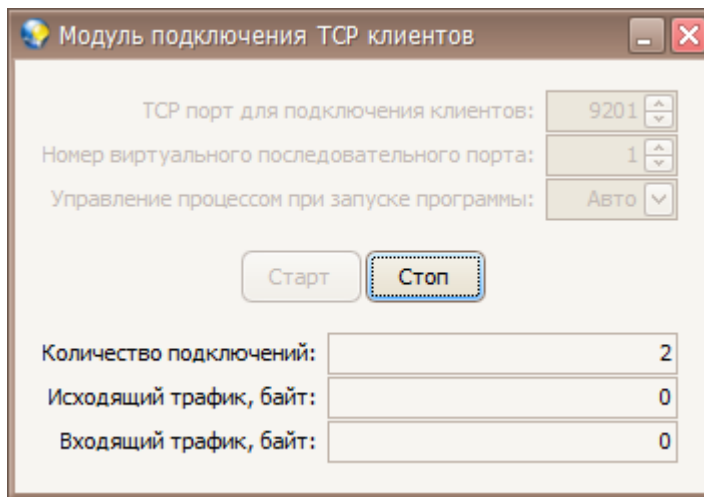 Модуль подключения TCP клиентов
TCP порт для подключения клиентов: 9201
Номер виртуального последовательного порта: 1
Управление процессом при запуске программы: Авто
Старт Стоп
Количество подключений: 2
Исходящий трафик, байт: 0
Входящий трафик, байт: 0